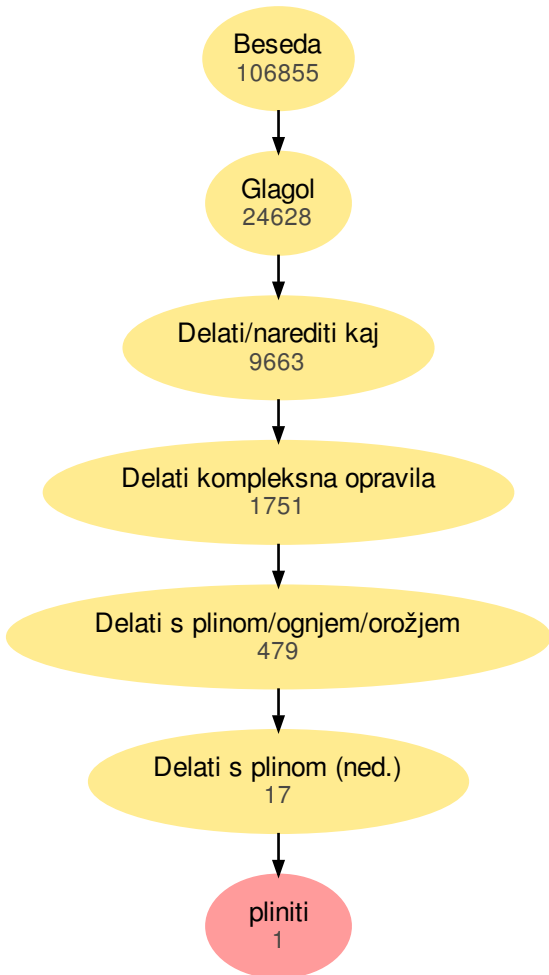 Beseda
106855
Glagol
24628
Delati/narediti kaj
9663
Delati kompleksna opravila
1751
Delati s plinom/ognjem/orožjem
479
Delati s plinom (ned.)
17
pliniti
1